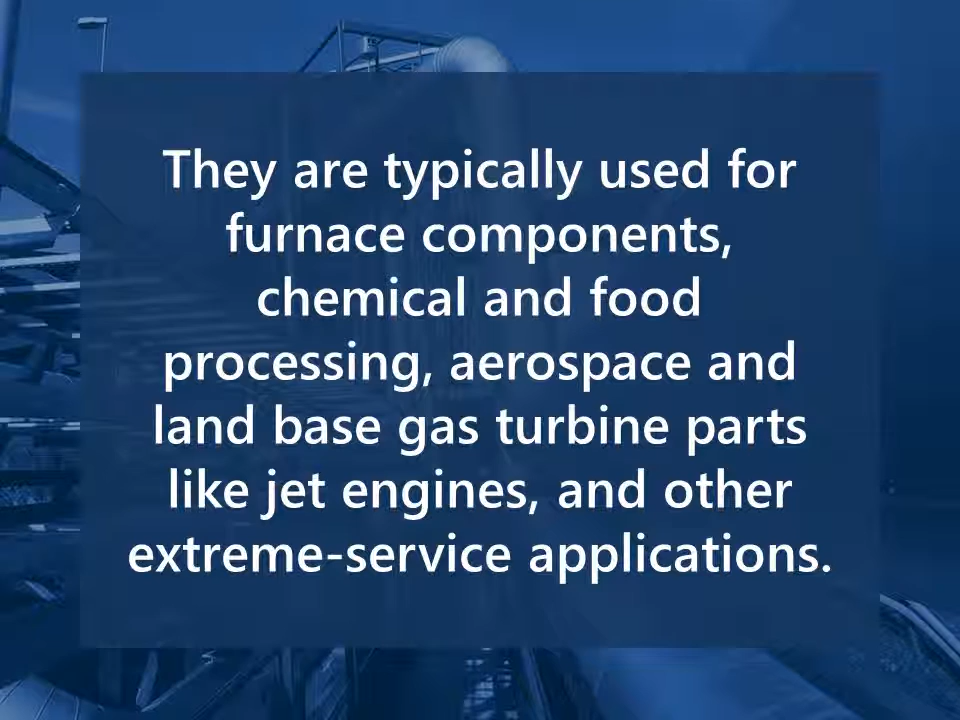 They are typically used for
furnace components,
chemical and food
processing, aerospace and
land base gas turbine parts
like jet engines, and other
extreme-service applications.